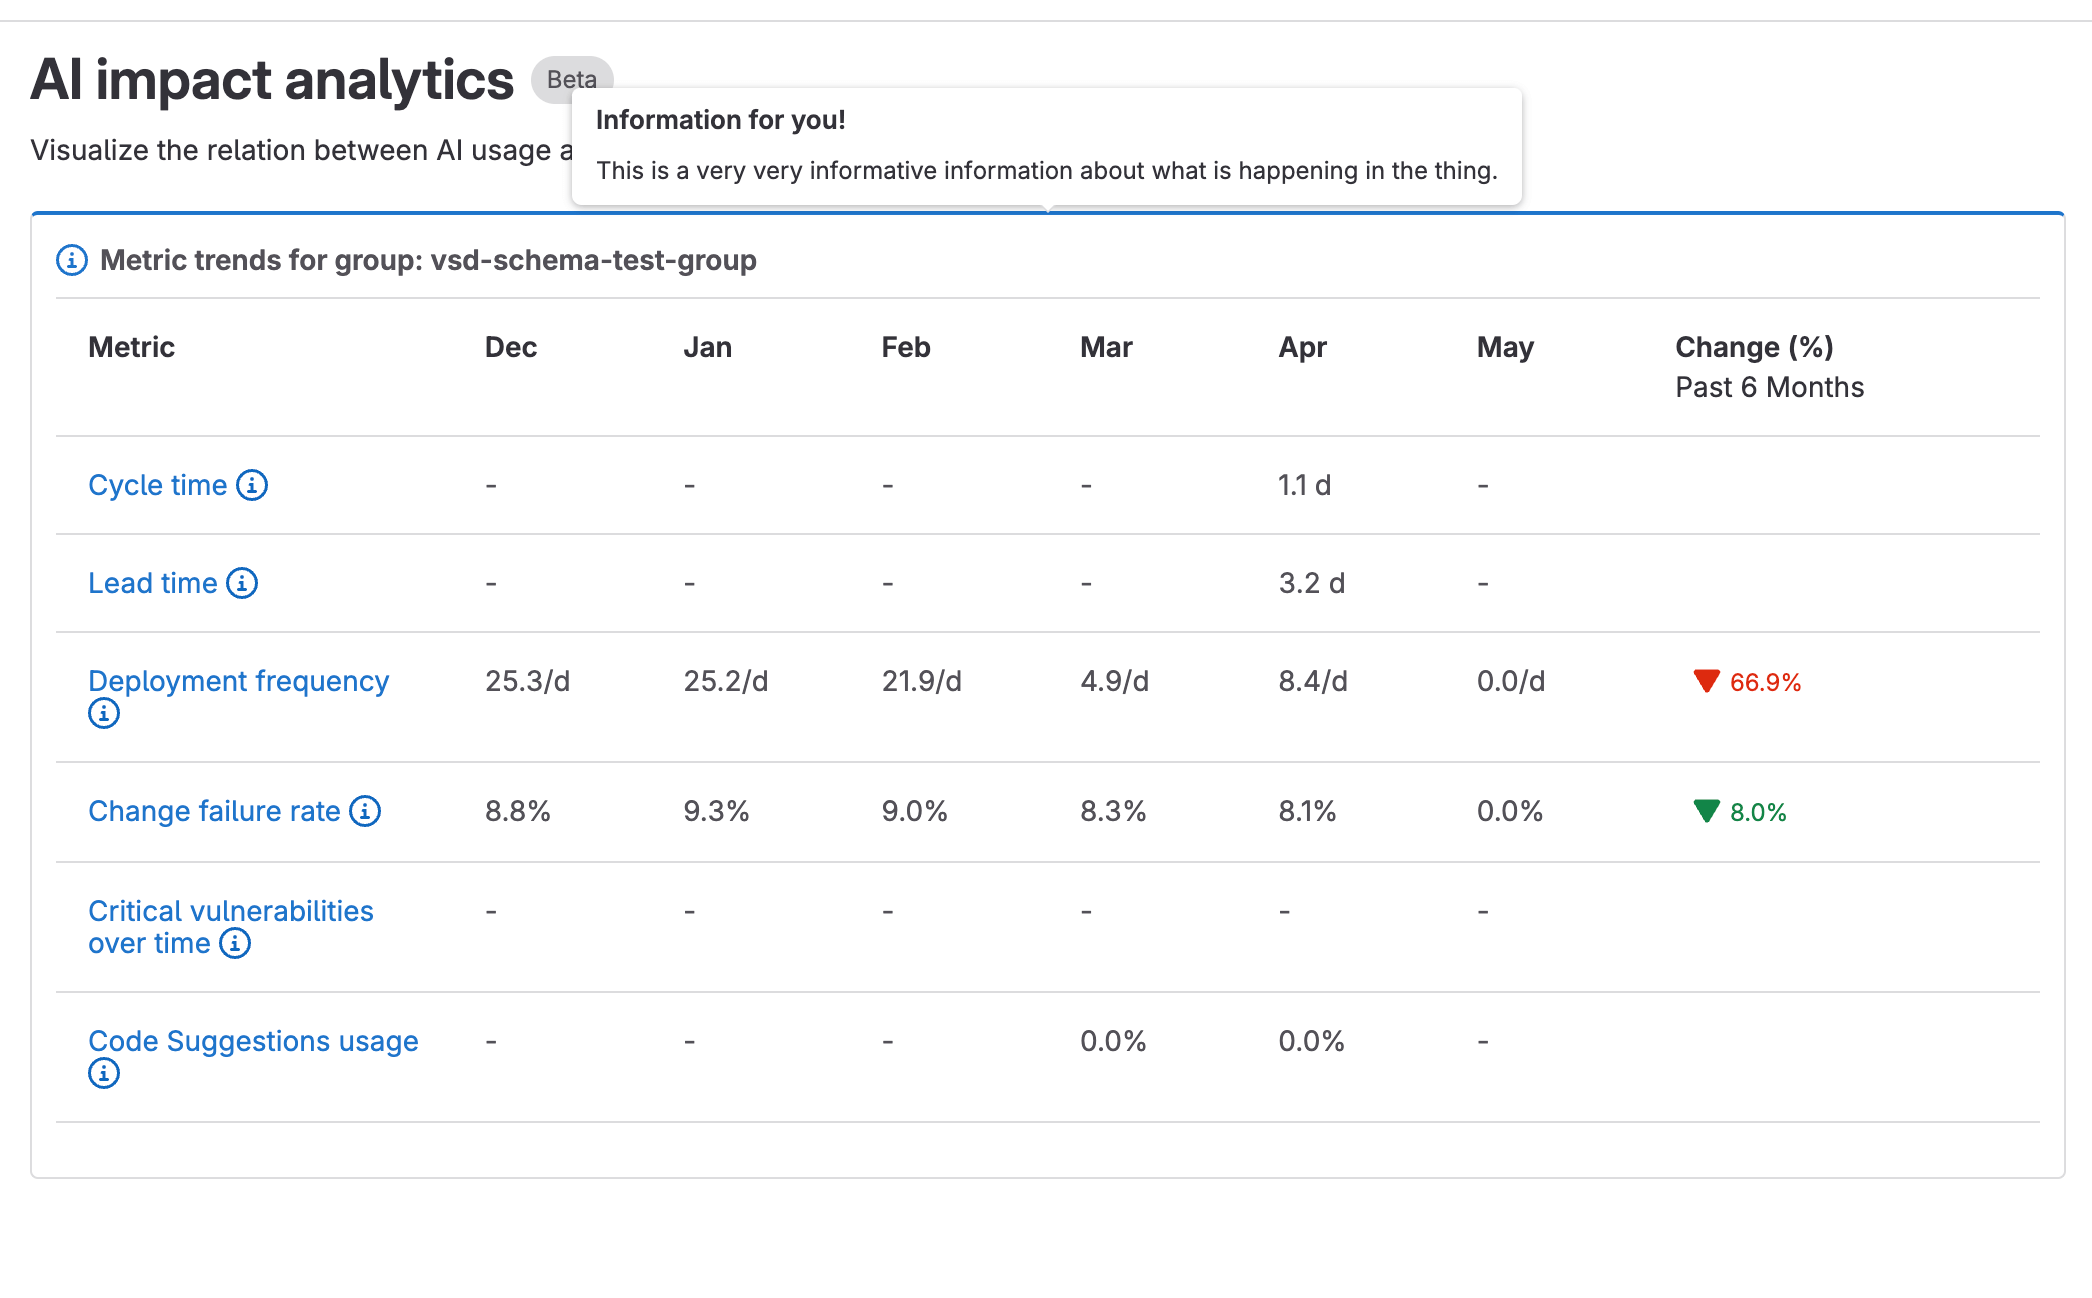 AI impact analytics Beta
Information for you!
This is a very very informative information about what is happening in the thing.
Visualize the relation between AI usage a
Metric trends for group: vsd-schema-test-group
Metric Dec Jan Feb Mar Apr May Change (%)
Past 6 Months
Cycle time - - - - 1.1 d -
Lead time - - - - 3.2 d -
Deployment frequency 25.3/d 25.2/d 21.9/d 4.9/d 8.4/d 0.0/d 66.9%
Change failure rate 8.8% 9.3% 9.0% 8.3% 8.1% 0.0% 8.0%
Critical vulnerabilities - - - - - -
over time
Code Suggestions usage - - - 0.0% 0.0% -